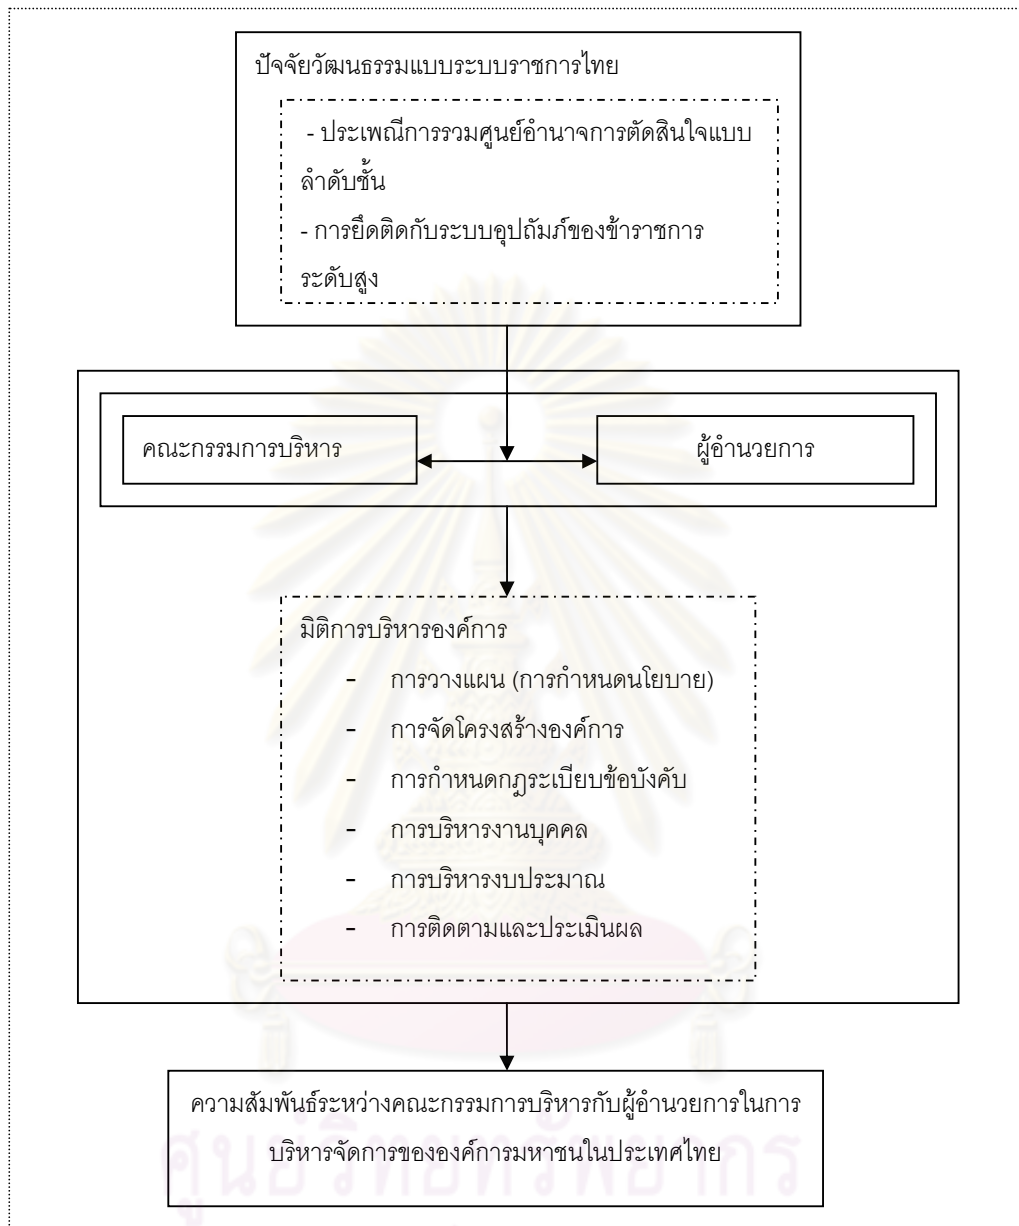 ปัจจัยวัฒนธรรมแบบระบบราชการไทย
- ประเพณีการรวมศูนย์อำนาจการตัดสินใจแบบ
ลำดับชั้น
- การยึดติดกับระบบอุปถัมภ์ของข้าราชการ
ระดับสูง
คณะกรรมการบริหาร
ผู้อำนวยการ
มิติการบริหารองค์การ
- การวางแผน (การกำหนดนโยบาย)
- การจัดโครงสร้างองค์การ
- การกำหนดกฎระเบียบข้อบังคับ
- การบริหารงานบุคคล
- การบริหารงบประมาณ
- การติดตามและประเมินผล
ความสัมพันธ์ระหว่างคณะกรรมการบริหารกับผู้อำนวยการในการ
บริหารจัดการขององค์การมหาชนในประเทศไทย
ศูนย์วิทยทรัพยากร